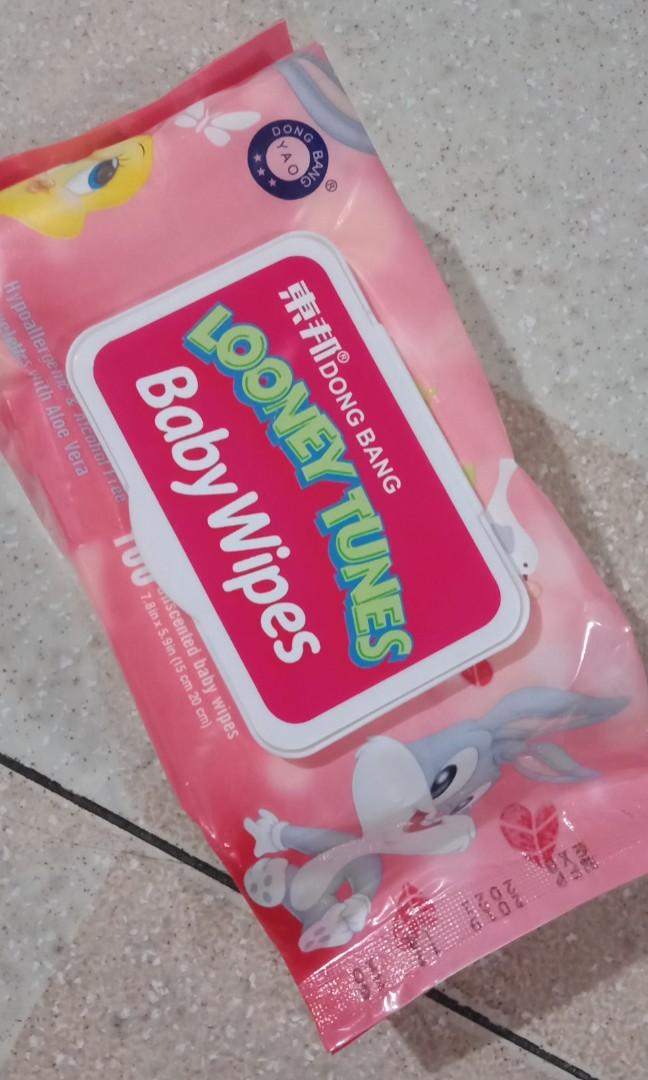 DONG BANG
YAO
東邦® DONG BANG
LOONEY TUNES
Baby Wipes
Hypoallergenic & Alcohol Free
with Aloe Vera
100 unscented baby wipes
7.8in x 5.9in (15 cm 20 cm)